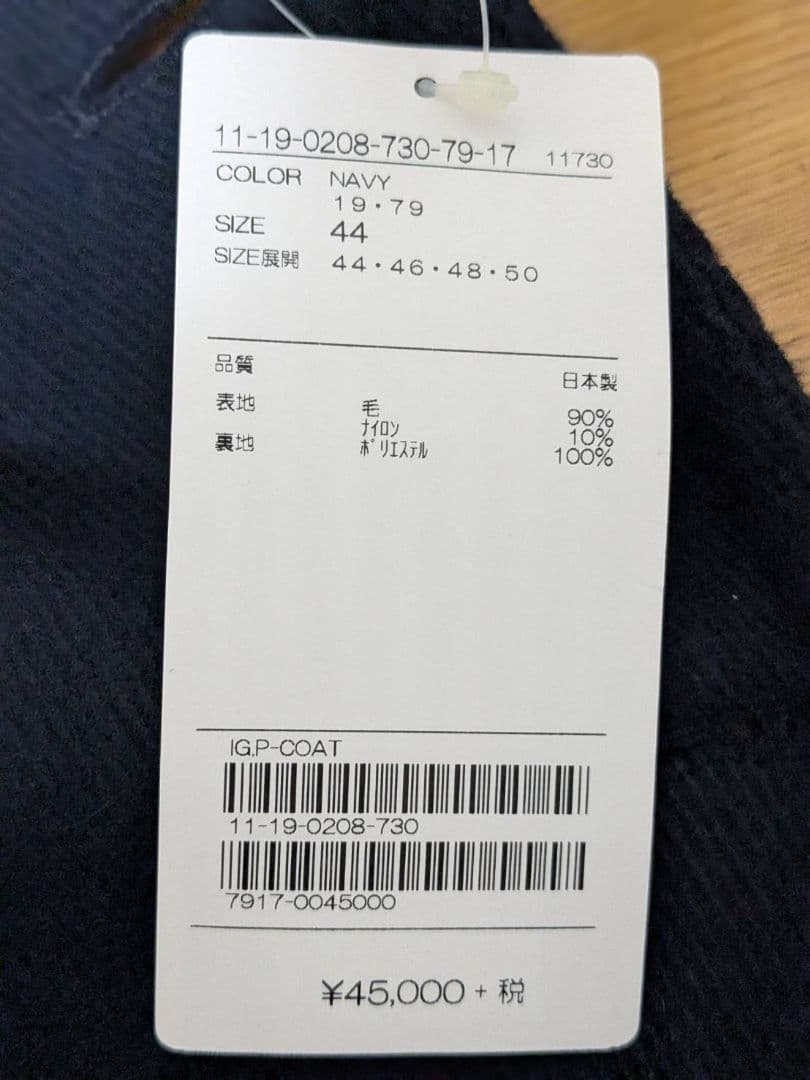 11-19-0208-730-79-17 11730
COLOR NAVY
19・79
SIZE 44
SIZE展開 44・46・48・50
品質 日本製
表地 毛 90%
ナイロン 10%
裏地 ポリエステル 100%
IG.P-COAT
11-19-0208-730
7917-0045000
¥45,000 + 税